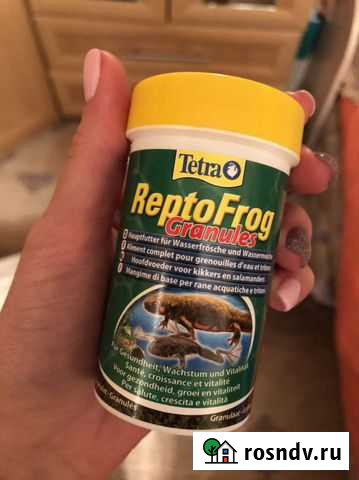 Tetra
ReptoFrog
Granules
Hauptfutter für Wasserfrösche und Wassermolche
Aliment complet pour grenouilles d'eau et tritons
Hoofdvoeder voor kikkers en salamanders
Mangime di base per rane acquatiche e tritoni
Für Gesundheit, Wachstum und Vitalität
Santé, croissance et vitalité
Voor gezondheid, groei en vitaliteit
Per salute, crescita e vitalità
Granules
Granulat
rosndv.ru